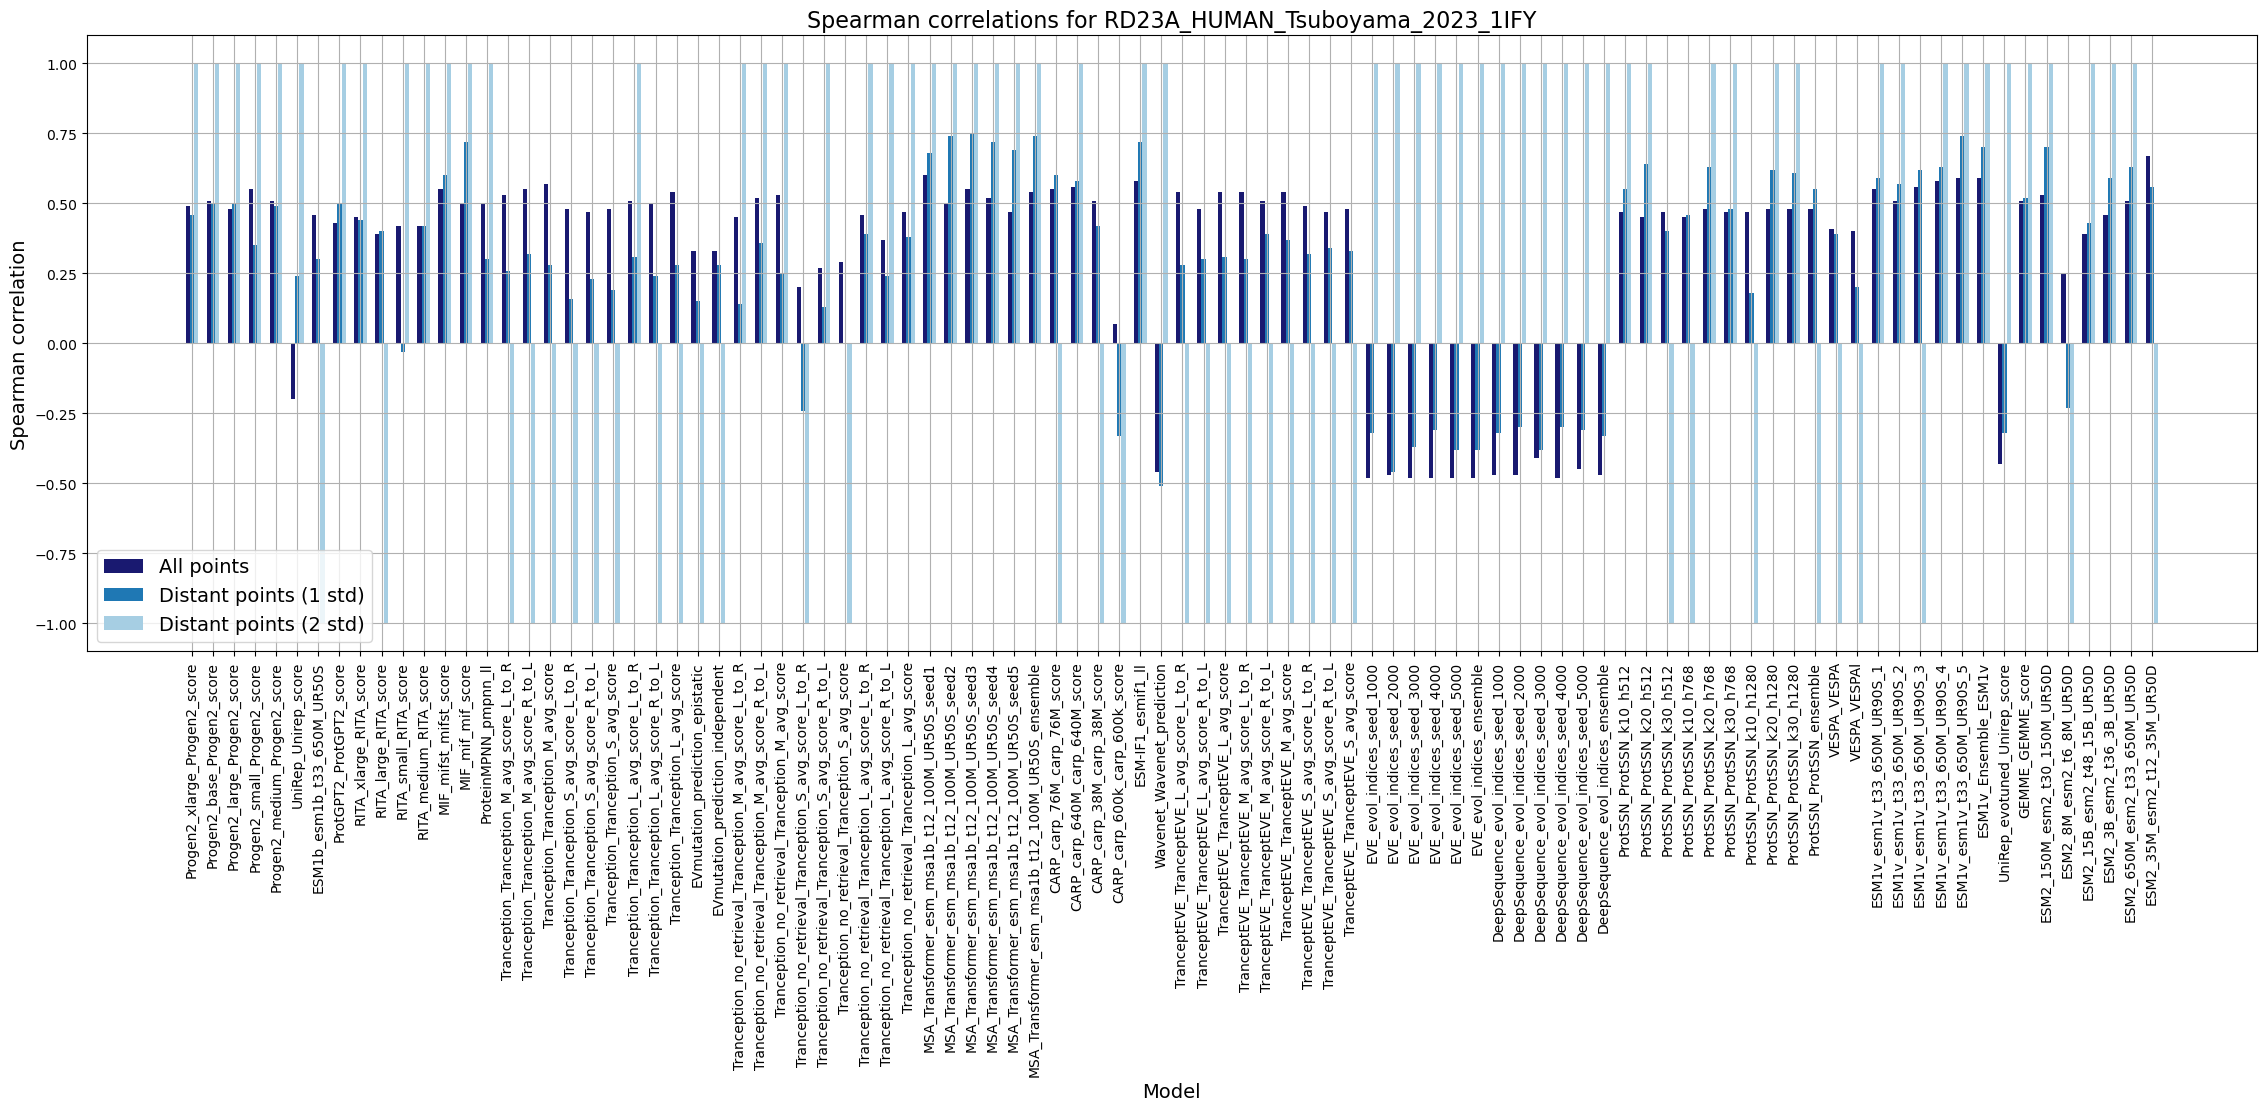 Spearman correlations for RD23A_HUMAN_Tsuboyama_2023_1IFY
Spearman correlation
1.00
0.75
0.50
0.25
0.00
−0.25
−0.50
−0.75
−1.00
All points
Distant points (1 std)
Distant points (2 std)
Progen2_xlarge_Progen2_score
Progen2_base_Progen2_score
Progen2_large_Progen2_score
Progen2_small_Progen2_score
Progen2_medium_Progen2_score
UniRep_Unirep_score
ESM1b_esm1b_t33_650M_UR50S
ProtGPT2_ProtGPT2_score
RITA_xlarge_RITA_score
RITA_large_RITA_score
RITA_small_RITA_score
RITA_medium_RITA_score
MIF_mifst_mifst_score
MIF_mif_mif_score
ProteinMPNN_pmpnn_ll
Tranception_Tranception_M_avg_score_L_to_R
Tranception_Tranception_M_avg_score_R_to_L
Tranception_Tranception_M_avg_score
Tranception_Tranception_S_avg_score_L_to_R
Tranception_Tranception_S_avg_score_R_to_L
Tranception_Tranception_S_avg_score
Tranception_Tranception_L_avg_score_L_to_R
Tranception_Tranception_L_avg_score_R_to_L
Tranception_Tranception_L_avg_score
EVmutation_prediction_epistatic
EVmutation_prediction_independent
Tranception_no_retrieval_Tranception_M_avg_score_L_to_R
Tranception_no_retrieval_Tranception_M_avg_score_R_to_L
Tranception_no_retrieval_Tranception_M_avg_score
Tranception_no_retrieval_Tranception_S_avg_score_L_to_R
Tranception_no_retrieval_Tranception_S_avg_score_R_to_L
Tranception_no_retrieval_Tranception_S_avg_score
Tranception_no_retrieval_Tranception_L_avg_score_L_to_R
Tranception_no_retrieval_Tranception_L_avg_score_R_to_L
Tranception_no_retrieval_Tranception_L_avg_score
MSA_Transformer_esm_msa1b_t12_100M_UR50S_seed1
MSA_Transformer_esm_msa1b_t12_100M_UR50S_seed2
MSA_Transformer_esm_msa1b_t12_100M_UR50S_seed3
MSA_Transformer_esm_msa1b_t12_100M_UR50S_seed4
MSA_Transformer_esm_msa1b_t12_100M_UR50S_seed5
MSA_Transformer_esm_msa1b_t12_100M_UR50S_ensemble
CARP_carp_76M_carp_76M_score
CARP_carp_640M_carp_640M_score
CARP_carp_38M_carp_38M_score
CARP_carp_600k_carp_600k_score
ESM-IF1_esmif1_ll
Wavenet_Wavenet_prediction
TranceptEVE_TranceptEVE_L_avg_score_L_to_R
TranceptEVE_TranceptEVE_L_avg_score_R_to_L
TranceptEVE_TranceptEVE_L_avg_score
TranceptEVE_TranceptEVE_M_avg_score_L_to_R
TranceptEVE_TranceptEVE_M_avg_score_R_to_L
TranceptEVE_TranceptEVE_M_avg_score
TranceptEVE_TranceptEVE_S_avg_score_L_to_R
TranceptEVE_TranceptEVE_S_avg_score_R_to_L
TranceptEVE_TranceptEVE_S_avg_score
EVE_evol_indices_seed_1000
EVE_evol_indices_seed_2000
EVE_evol_indices_seed_3000
EVE_evol_indices_seed_4000
EVE_evol_indices_seed_5000
EVE_evol_indices_ensemble
DeepSequence_evol_indices_seed_1000
DeepSequence_evol_indices_seed_2000
DeepSequence_evol_indices_seed_3000
DeepSequence_evol_indices_seed_4000
DeepSequence_evol_indices_seed_5000
DeepSequence_evol_indices_ensemble
ProtSSN_ProtSSN_k10_h512
ProtSSN_ProtSSN_k20_h512
ProtSSN_ProtSSN_k30_h512
ProtSSN_ProtSSN_k10_h768
ProtSSN_ProtSSN_k20_h768
ProtSSN_ProtSSN_k30_h768
ProtSSN_ProtSSN_k10_h1280
ProtSSN_ProtSSN_k20_h1280
ProtSSN_ProtSSN_k30_h1280
ProtSSN_ProtSSN_ensemble
VESPA_VESPA
VESPA_VESPAl
ESM1v_esm1v_t33_650M_UR90S_1
ESM1v_esm1v_t33_650M_UR90S_2
ESM1v_esm1v_t33_650M_UR90S_3
ESM1v_esm1v_t33_650M_UR90S_4
ESM1v_esm1v_t33_650M_UR90S_5
ESM1v_Ensemble_ESM1v
UniRep_evotuned_Unirep_score
GEMME_GEMME_score
ESM2_150M_esm2_t30_150M_UR50D
ESM2_8M_esm2_t6_8M_UR50D
ESM2_15B_esm2_t48_15B_UR50D
ESM2_3B_esm2_t36_3B_UR50D
ESM2_650M_esm2_t33_650M_UR50D
ESM2_35M_esm2_t12_35M_UR50D
Model